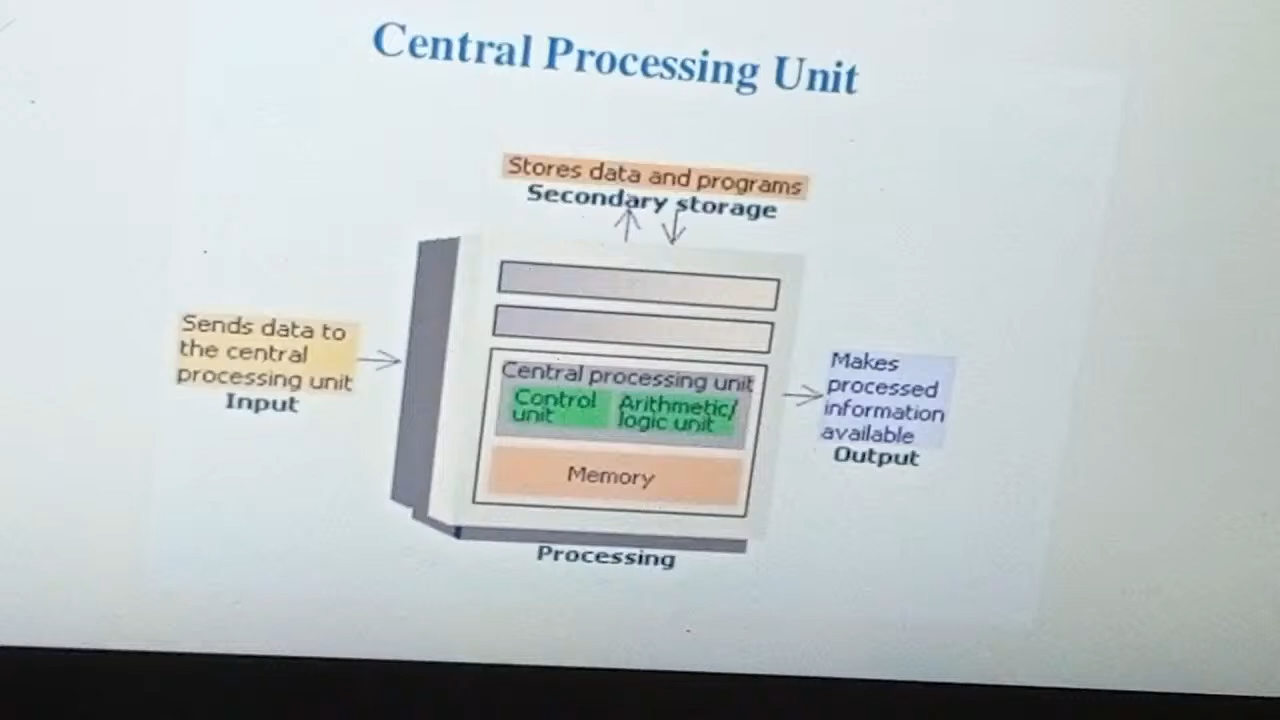 Central Processing Unit
Stores data and programs
Secondary storage
Sends data to
the central
processing unit
Input
Central processing unit
Control
unit
Arithmetic/
logic unit
Memory
Processing
Makes
processed
information
available
Output